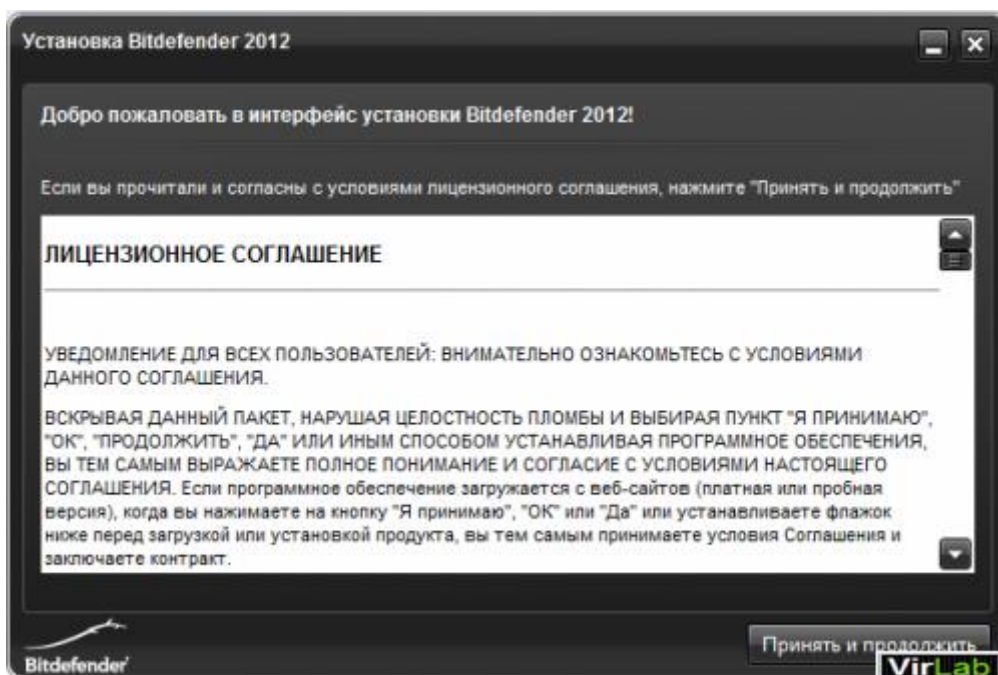 Установка Bitdefender 2012
Добро пожаловать в интерфейс установки Bitdefender 2012!
Если вы прочитали и согласны с условиями лицензионного соглашения, нажмите "Принять и продолжить"
ЛИЦЕНЗИОННОЕ СОГЛАШЕНИЕ
УВЕДОМЛЕНИЕ ДЛЯ ВСЕХ ПОЛЬЗОВАТЕЛЕЙ: ВНИМАТЕЛЬНО ОЗНАКОМЬТЕСЬ С УСЛОВИЯМИ
ДАННОГО СОГЛАШЕНИЯ.
ВСКРЫВАЯ ДАННЫЙ ПАКЕТ, НАРУШАЯ ЦЕЛОСТНОСТЬ ПЛОМБЫ И ВЫБИРАЯ ПУНКТ "Я ПРИНИМАЮ",
"ОК", "ПРОДОЛЖИТЬ", "ДА" ИЛИ ИНЫМ СПОСОБОМ УСТАНАВЛИВАЯ ПРОГРАММНОЕ ОБЕСПЕЧЕНИЯ,
ВЫ ТЕМ САМЫМ ВЫРАЖАЕТЕ ПОЛНОЕ ПОНИМАНИЕ И СОГЛАСИЕ С УСЛОВИЯМИ НАСТОЯЩЕГО
СОГЛАШЕНИЯ. Если программное обеспечение загружается с веб-сайтов (платная или пробная
версия), когда вы нажимаете на кнопку "Я принимаю", "ОК" или "Да" или устанавливаете флажок
ниже перед загрузкой или установкой продукта, вы тем самым принимаете условия Соглашения и
заключаете контракт.
Bitdefender
Принять и продолжить
VirLab